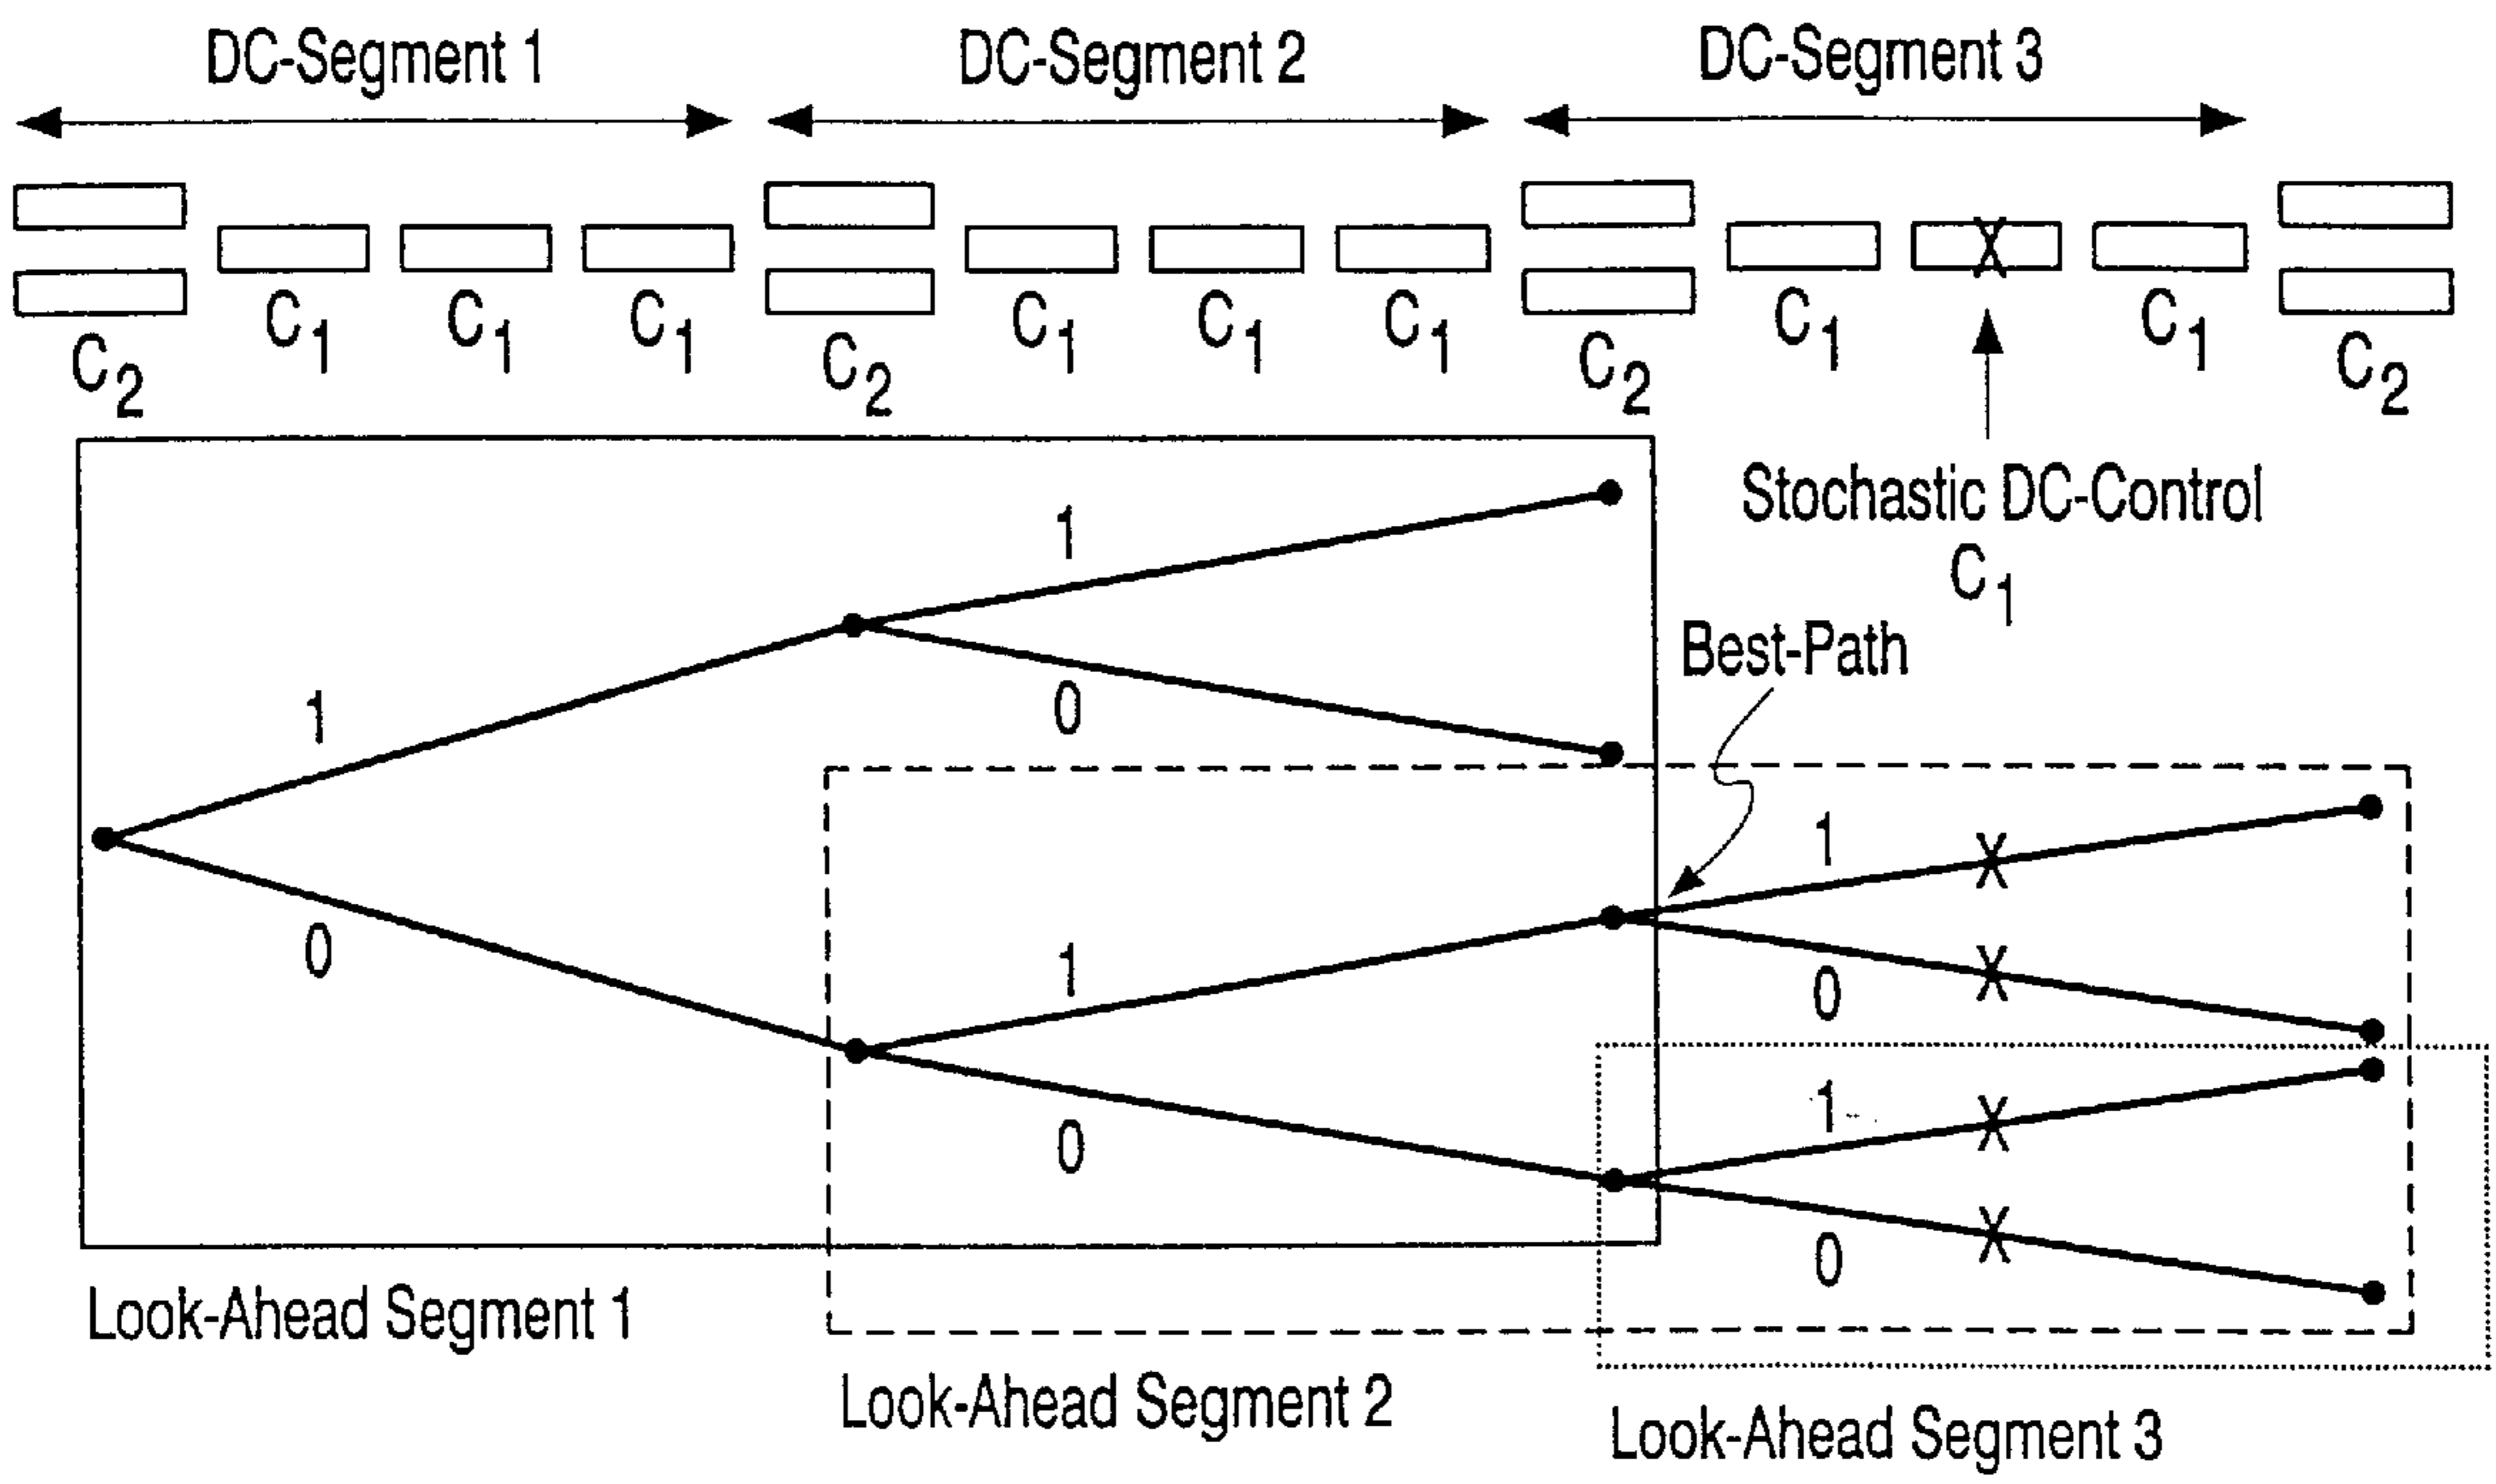 DC-Segment 1
DC-Segment 2
DC-Segment 3
X
C2 C1 C1 C1 C2 C1 C1 C1 C2 C1 C1 C2
Stochastic DC-Control
C1
1
Best-Path
1
0
1
X
0
1
X
0
1
X
0
X
0
Look-Ahead Segment 1
Look-Ahead Segment 2
Look-Ahead Segment 3